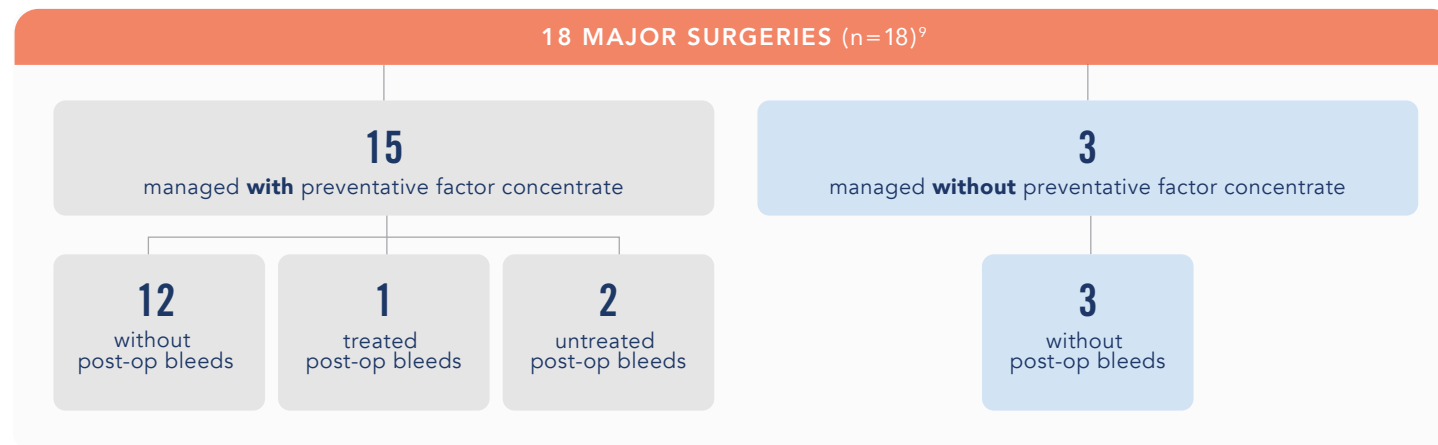 18 MAJOR SURGERIES (n=18)⁹
15
managed with preventative factor concentrate
3
managed without preventative factor concentrate
12
without
post-op bleeds
1
treated
post-op bleeds
2
untreated
post-op bleeds
3
without
post-op bleeds